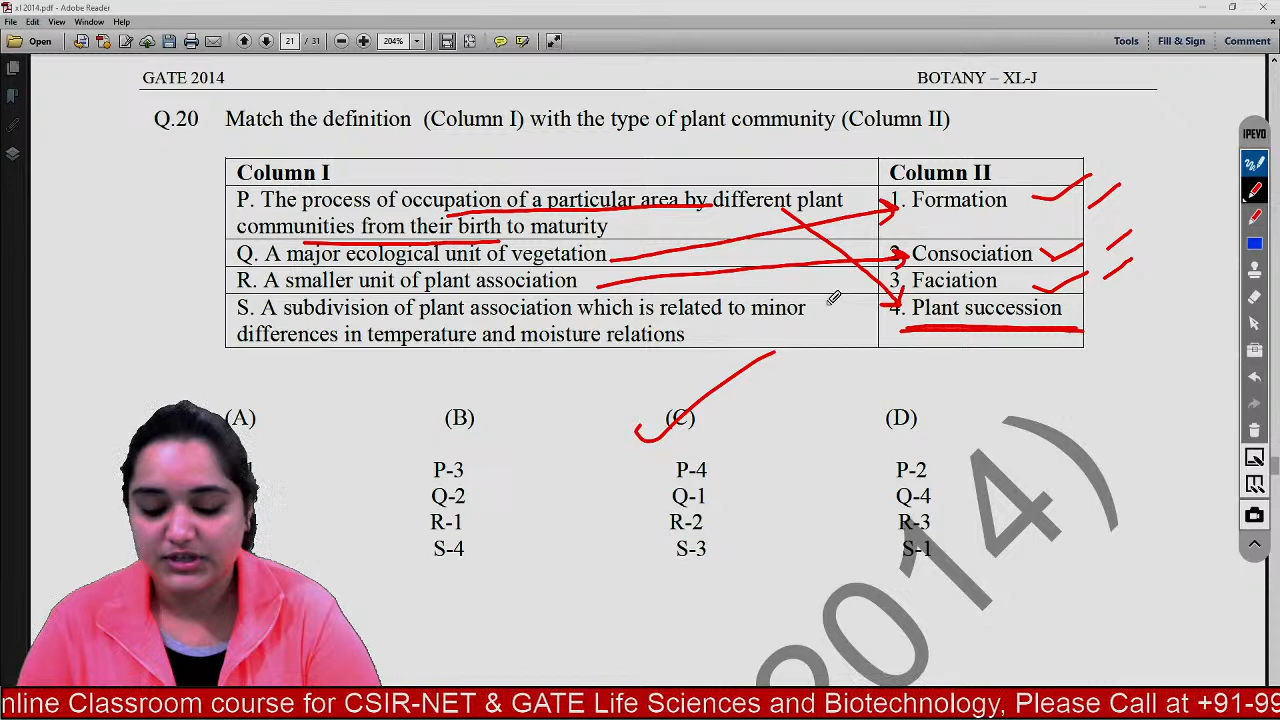 xl 2014.pdf - Adobe Reader
File Edit View Window Help
Open 21 / 31 204% Tools Fill & Sign Comment
GATE 2014 BOTANY – XL-J
Q.20 Match the definition (Column I) with the type of plant community (Column II)
Column I Column II
P. The process of occupation of a particular area by different plant 1. Formation
communities from their birth to maturity
Q. A major ecological unit of vegetation 2. Consociation
R. A smaller unit of plant association 3. Faciation
S. A subdivision of plant association which is related to minor 4. Plant succession
differences in temperature and moisture relations
(A) (B) (C) (D)
P-3 P-4 P-2
Q-2 Q-1 Q-4
R-1 R-2 R-3
S-4 S-3 S-1
2014)
IPEVO
nline Classroom course for CSIR-NET & GATE Life Sciences and Biotechnology, Please Call at +91-99